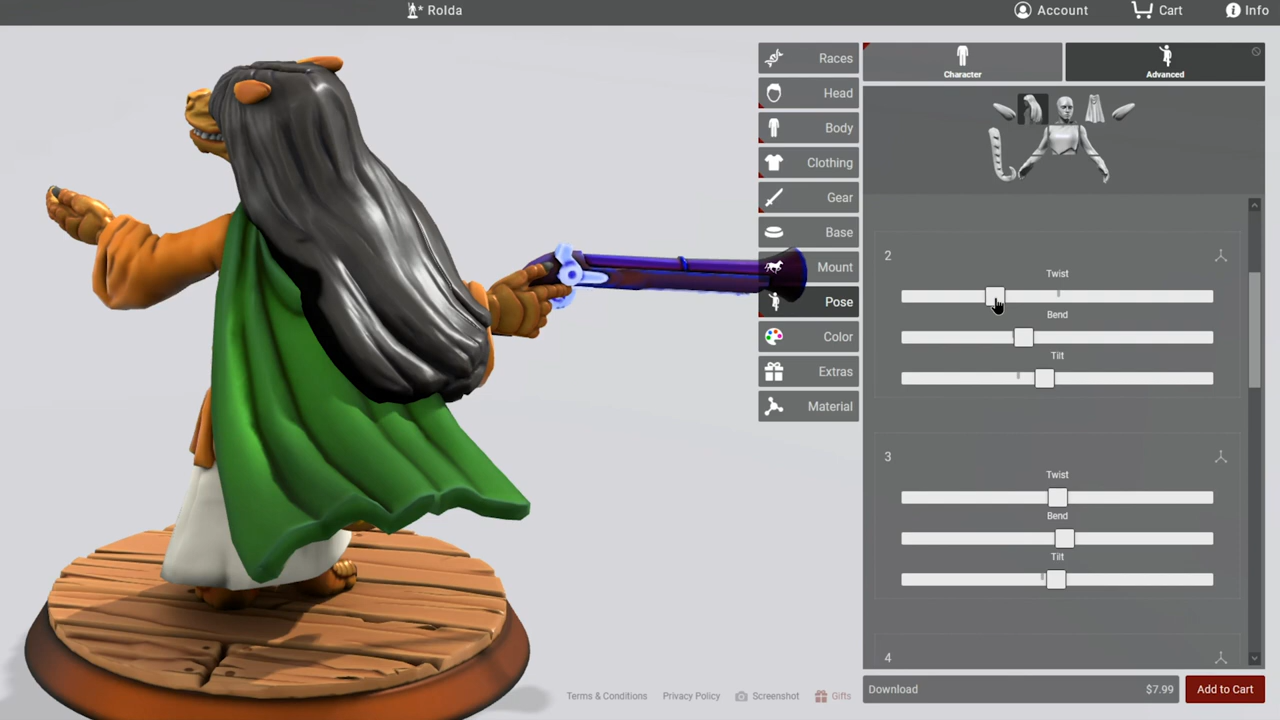 * Rolda
Account
Cart
Info
Races
Head
Body
Clothing
Gear
Base
Mount
Pose
Color
Extras
Material
Character
Advanced
2
Twist
Bend
Tilt
3
Twist
Bend
Tilt
4
Terms & Conditions
Privacy Policy
Screenshot
Gifts
Download $7.99
Add to Cart